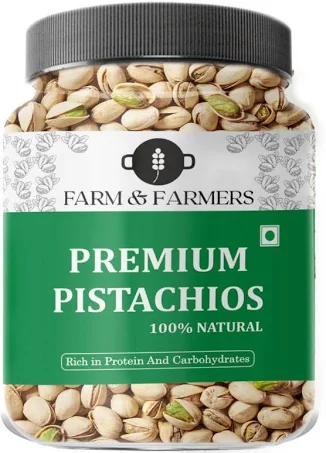 FARM & FARMERS
PREMIUM
PISTACHIOS
100% NATURAL
Rich in Protein And Carbohydrates